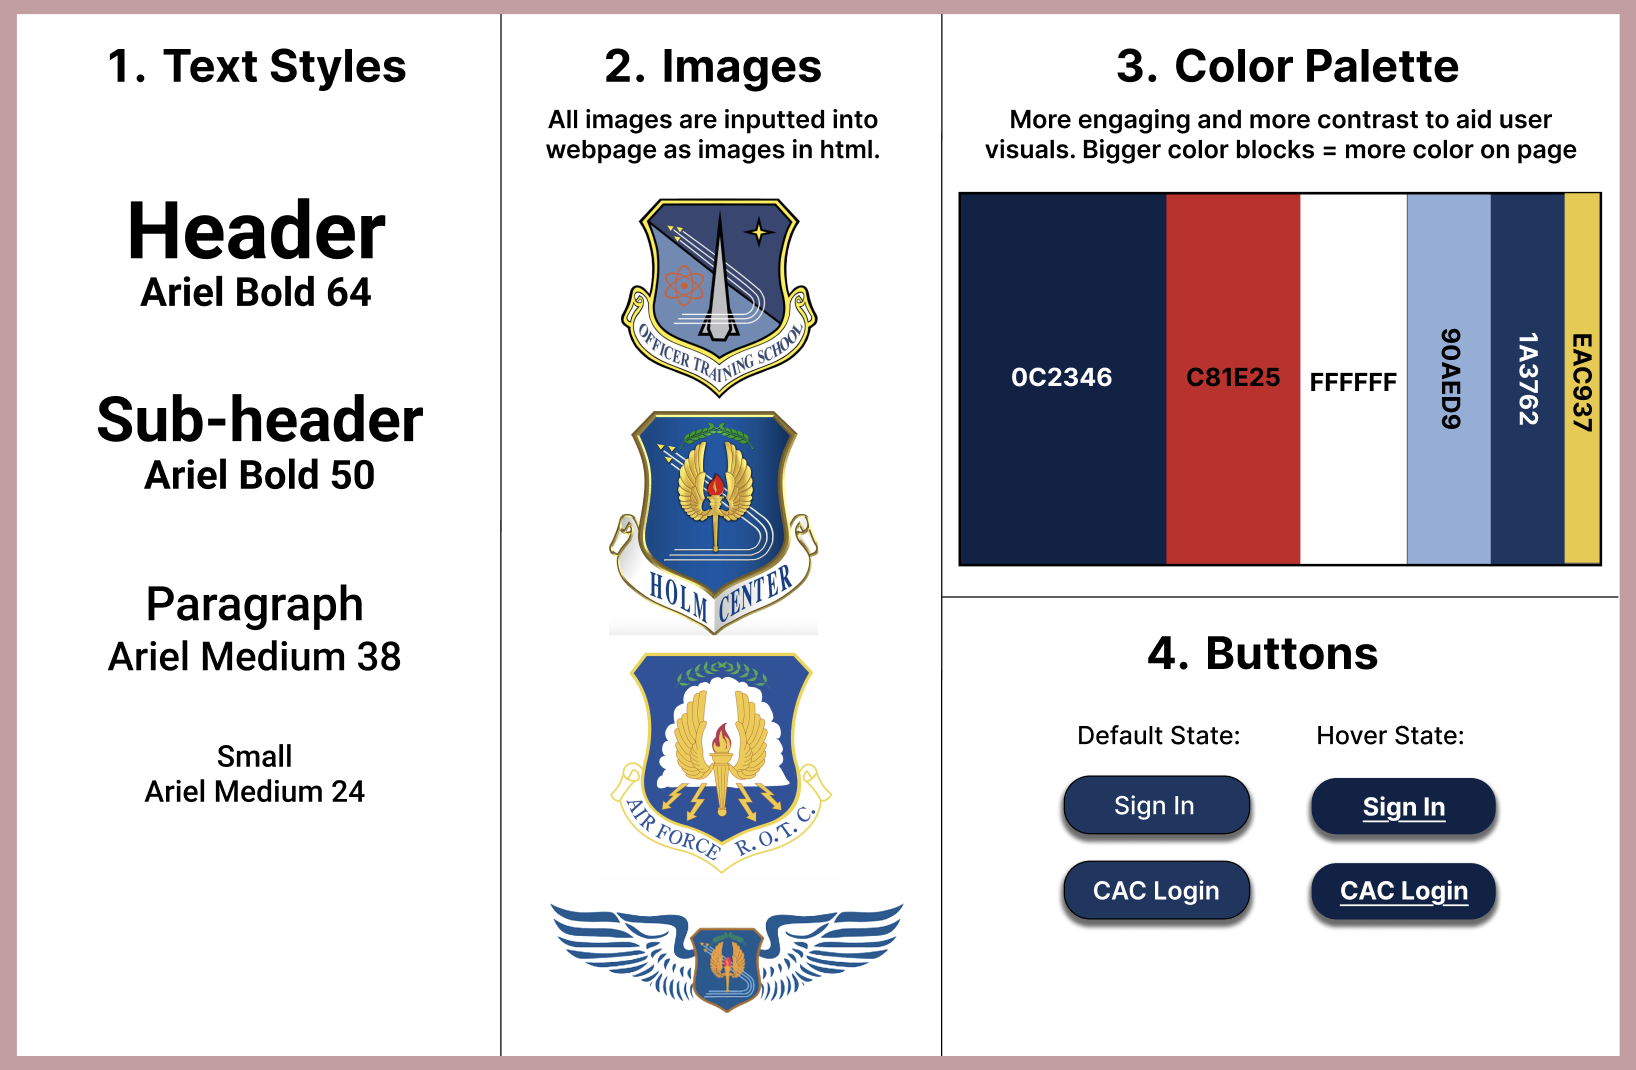 1. Text Styles
Header
Ariel Bold 64
Sub-header
Ariel Bold 50
Paragraph
Ariel Medium 38
Small
Ariel Medium 24
2. Images
All images are inputted into
webpage as images in html.
OFFICER TRAINING SCHOOL
HOLM CENTER
AIR FORCE R.O.T.C.
3. Color Palette
More engaging and more contrast to aid user
visuals. Bigger color blocks = more color on page
0C2346
C81E25
FFFFFF
90AED9
1A3762
EAC937
4. Buttons
Default State:
Hover State:
Sign In
Sign In
CAC Login
CAC Login